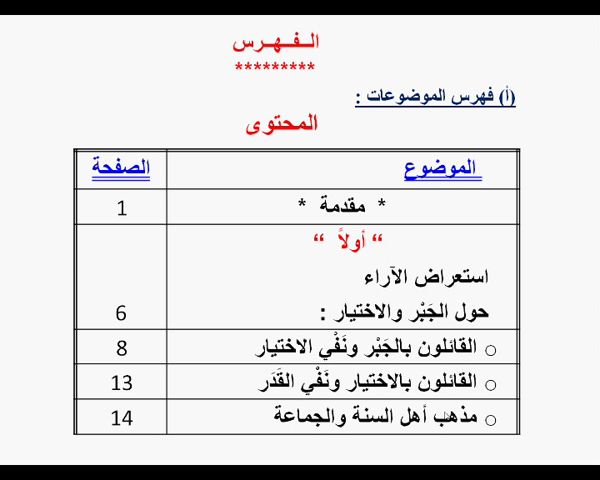 الــفــهــرس
*********
(أ) فهرس الموضوعات :
المحتوى
الموضوع الصفحة
* مقدمة * 1
“ أولاً “
استعراض الآراء
حول الجَبْر والاختيار : 6
○ القائلون بالجَبْر ونَفْي الاختيار 8
○ القائلون بالاختيار ونَفْي القَدَر 13
○ مذهب أهل السنة والجماعة 14